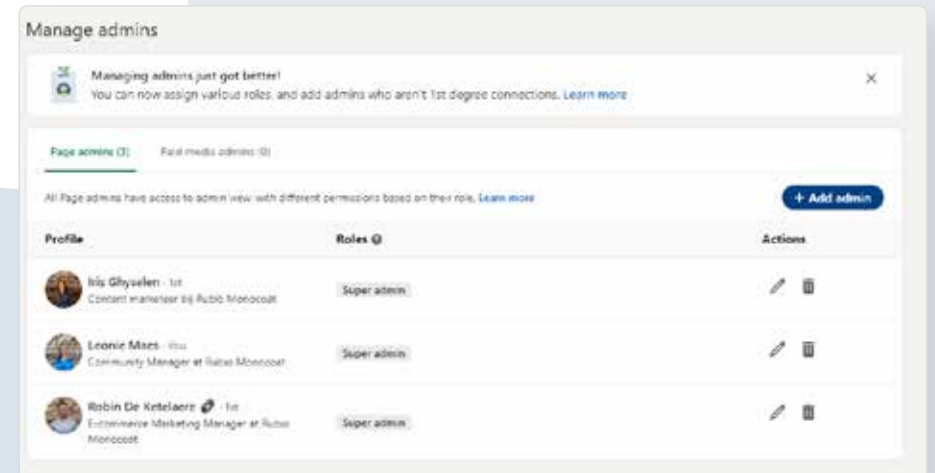 Manage admins
Managing admins just got better!
You can now assign various roles, and add admins who aren't 1st degree connections. Learn more
Page admins (3) Paid media admins (0)
All Page admins have access to admin view with different permissions based on their role. Learn more
+ Add admin
Profile Roles Actions
Iris Ghyselen · 1st
Content marketeer bij Rubio Monocoat
Super admin
Leonie Maes · You
Community Manager at Rubio Monocoat
Super admin
Robin De Ketelaere · 1st
E-commerce Marketing Manager at Rubio
Monocoat
Super admin